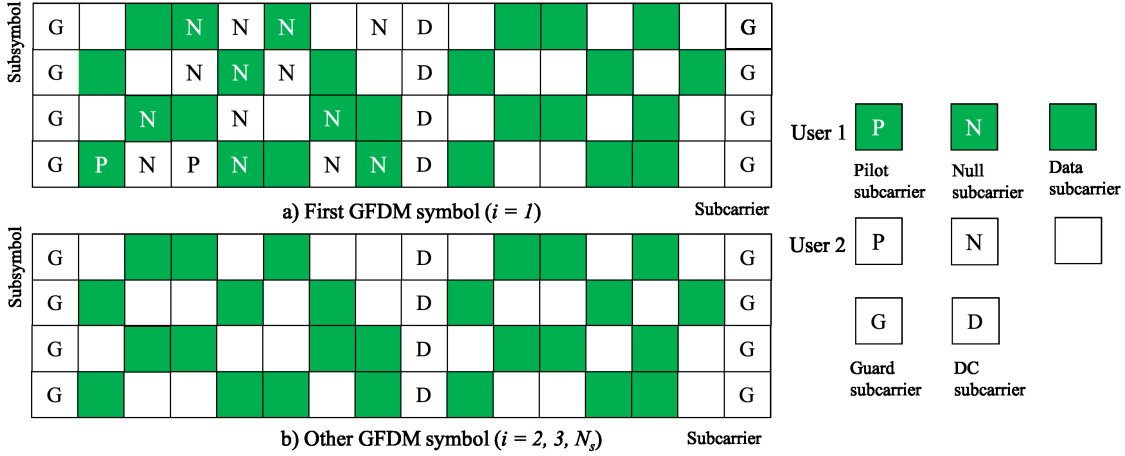 Subsymbol
G N N N N D G
G N N N D G
G N N N D G
G P N P N N N D G
a) First GFDM symbol (i = 1)
Subcarrier
Subsymbol
G D G
G D G
G D G
G D G
b) Other GFDM symbol (i = 2, 3, Ns)
Subcarrier
User 1 P N
Pilot subcarrier
Null subcarrier
Data subcarrier
User 2 P N
G D
Guard subcarrier
DC subcarrier